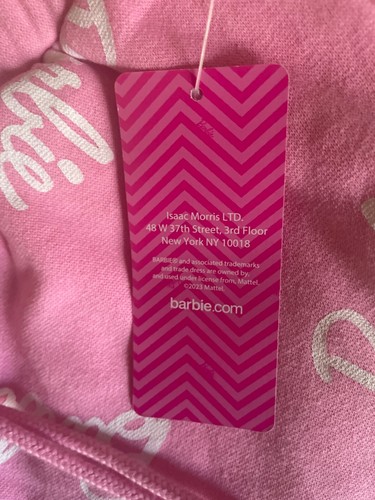 Barbie
Isaac Morris LTD.
48 W 37th Street, 3rd Floor
New York NY 10018
BARBIE® and associated trademarks
and trade dress are owned by,
and used under license from, Mattel.
©2023 Mattel.
barbie.com